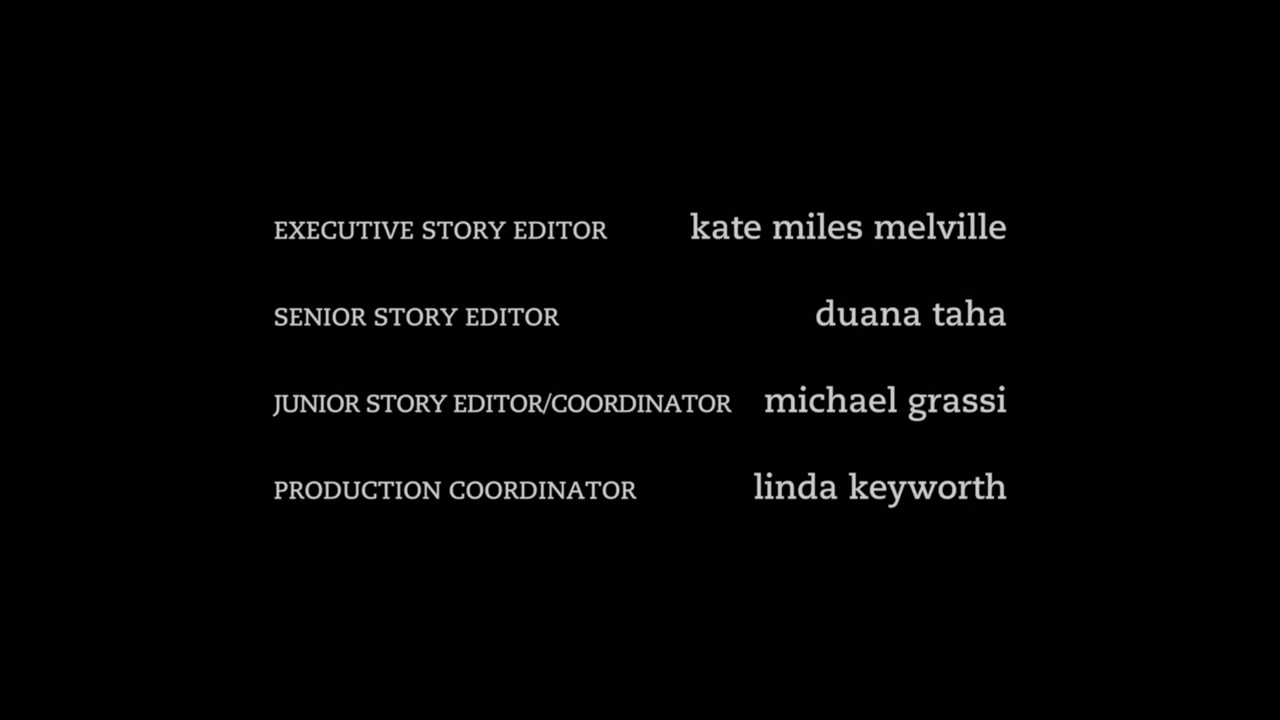 EXECUTIVE STORY EDITOR kate miles melville
SENIOR STORY EDITOR duana taha
JUNIOR STORY EDITOR/COORDINATOR michael grassi
PRODUCTION COORDINATOR linda keyworth